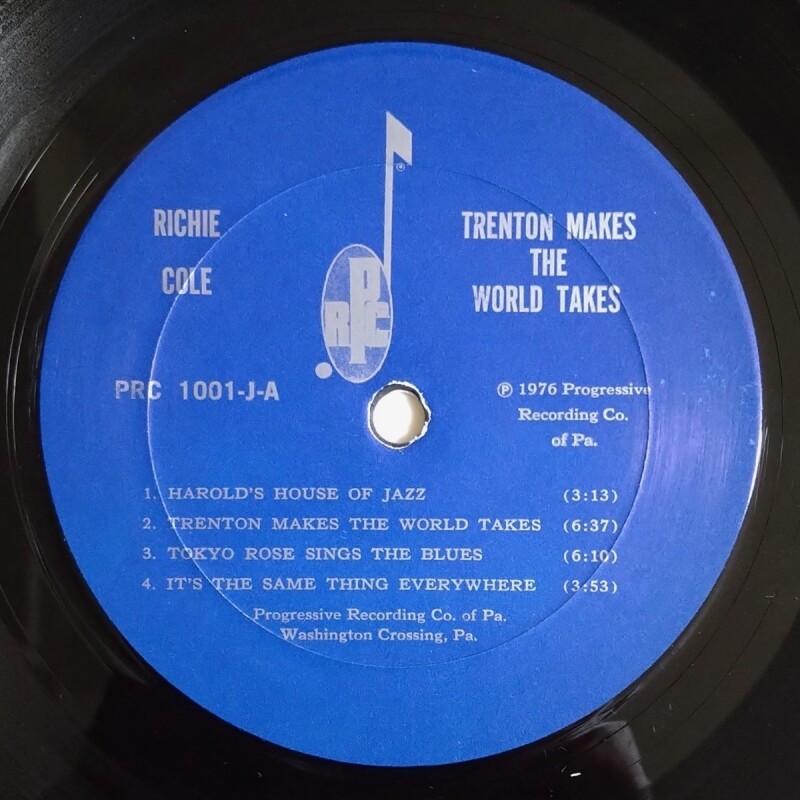 RICHIE
COLE
PRC
TRENTON MAKES
THE
WORLD TAKES
PRC 1001-J-A
℗ 1976 Progressive
Recording Co.
of Pa.
1. HAROLD'S HOUSE OF JAZZ (3:13)
2. TRENTON MAKES THE WORLD TAKES (6:37)
3. TOKYO ROSE SINGS THE BLUES (6:10)
4. IT'S THE SAME THING EVERYWHERE (3:53)
Progressive Recording Co. of Pa.
Washington Crossing, Pa.